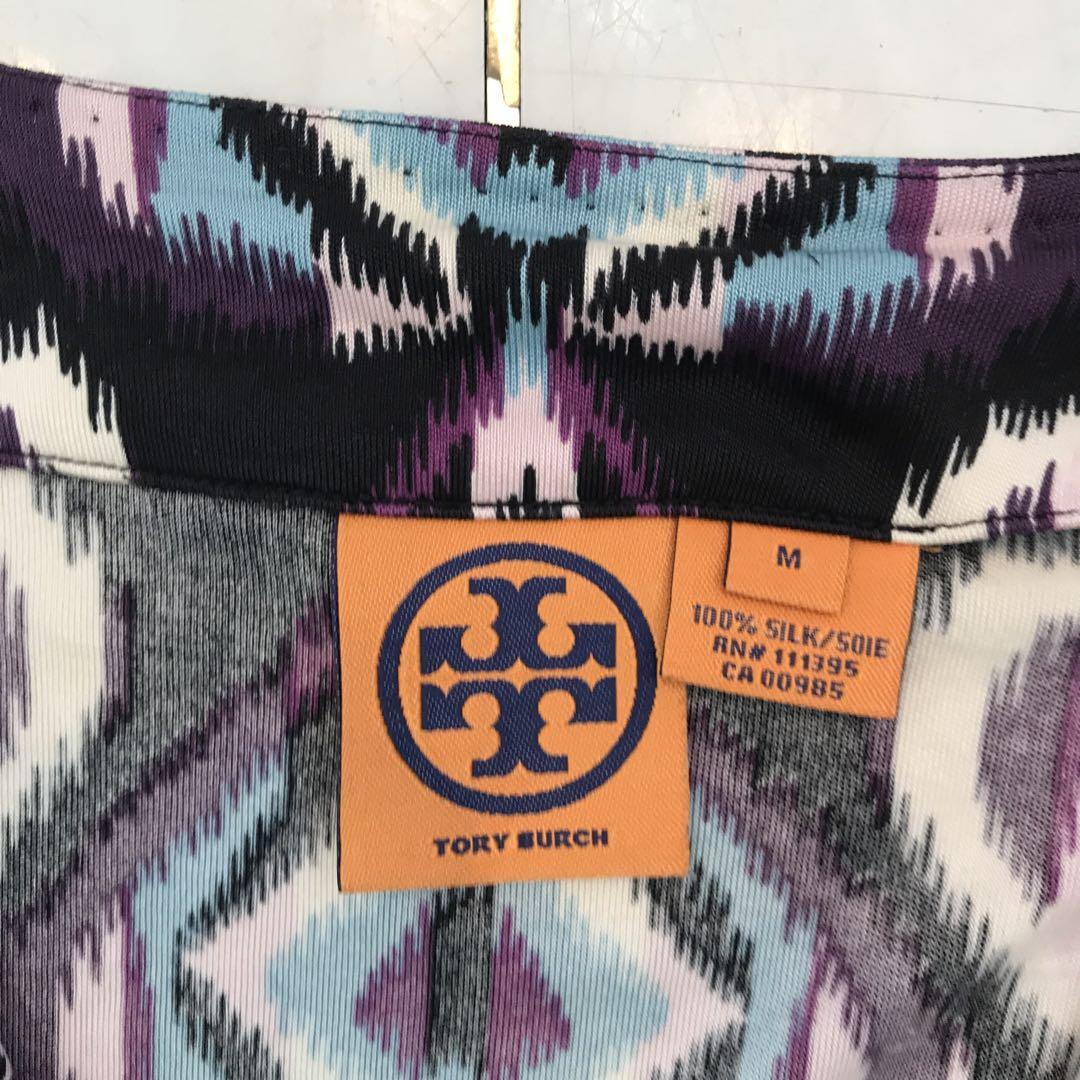 TORY BURCH
M
100% SILK/SOIE
RN# 111395
CA 00985